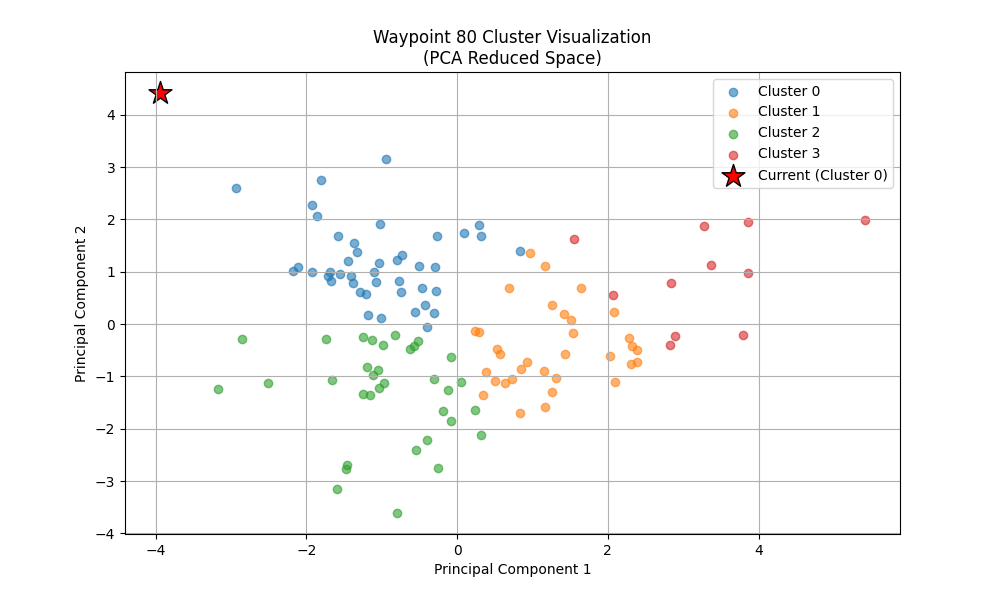 Waypoint 80 Cluster Visualization
(PCA Reduced Space)
Cluster 0
Cluster 1
Cluster 2
Cluster 3
Current (Cluster 0)
Principal Component 2
4
3
2
1
0
−1
−2
−3
−4
−4
−2
0
2
4
Principal Component 1